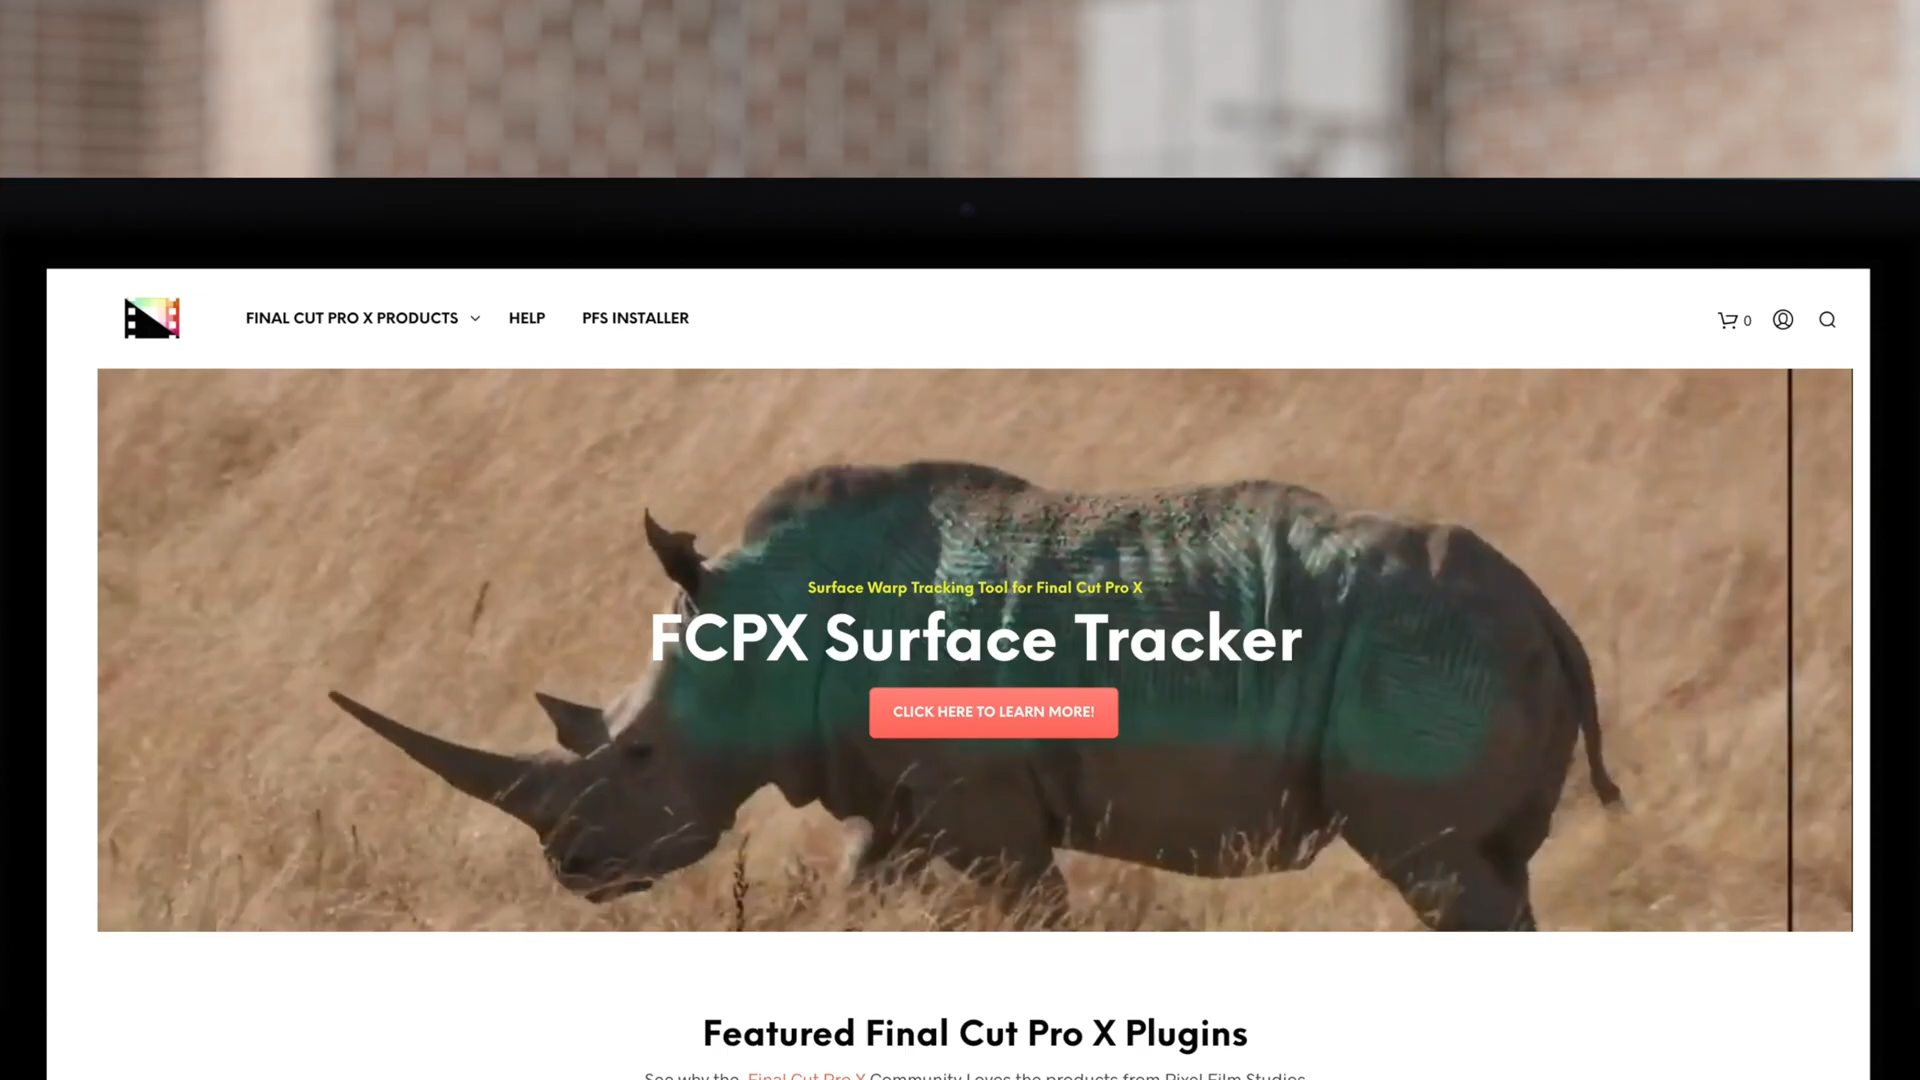 FINAL CUT PRO X PRODUCTS HELP PFS INSTALLER 0
Surface Warp Tracking Tool for Final Cut Pro X
FCPX Surface Tracker
CLICK HERE TO LEARN MORE!
Featured Final Cut Pro X Plugins
See why the Final Cut Pro X Community Loves the products from Pixel Film Studios